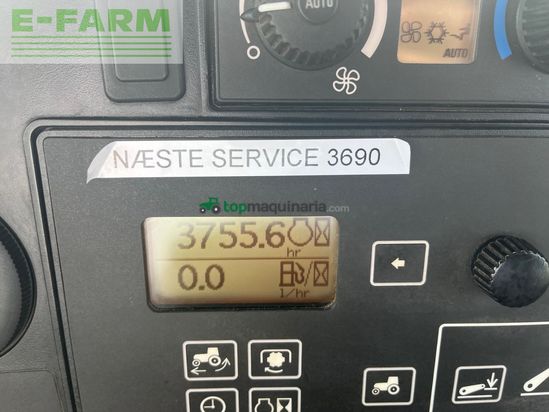 E-FARM
AUTO
AUTO
NÆSTE SERVICE 3690
topmaquinaria.com
3755.6
hr
0.0
l/hr